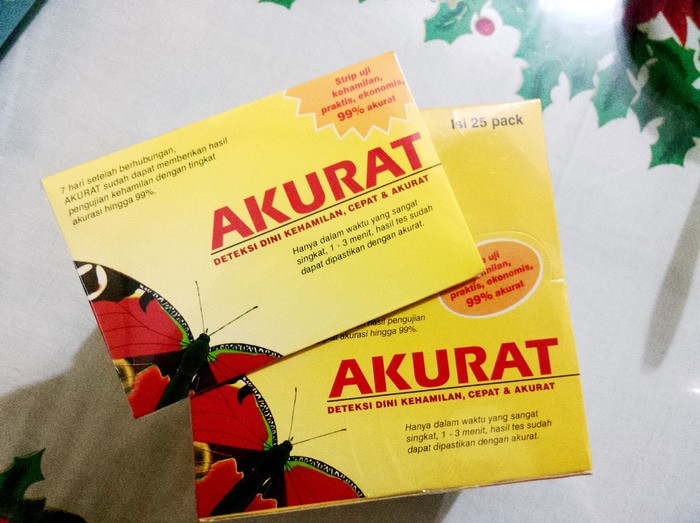 Strip uji
kehamilan,
praktis, ekonomis,
99% akurat
7 hari setelah berhubungan,
AKURAT sudah dapat memberikan hasil
pengujian kehamilan dengan tingkat
akurasi hingga 99%.
AKURAT
DETEKSI DINI KEHAMILAN, CEPAT & AKURAT
Hanya dalam waktu yang sangat
singkat, 1 - 3 menit, hasil tes sudah
dapat dipastikan dengan akurat.
Isi 25 pack
uji
praktis, ekonomis,
99% akurat
hasil pengujian
akurasi hingga 99%.
AKURAT
DETEKSI DINI KEHAMILAN, CEPAT & AKURAT
Hanya dalam waktu yang sangat
singkat, 1 - 3 menit, hasil tes sudah
dapat dipastikan dengan akurat.